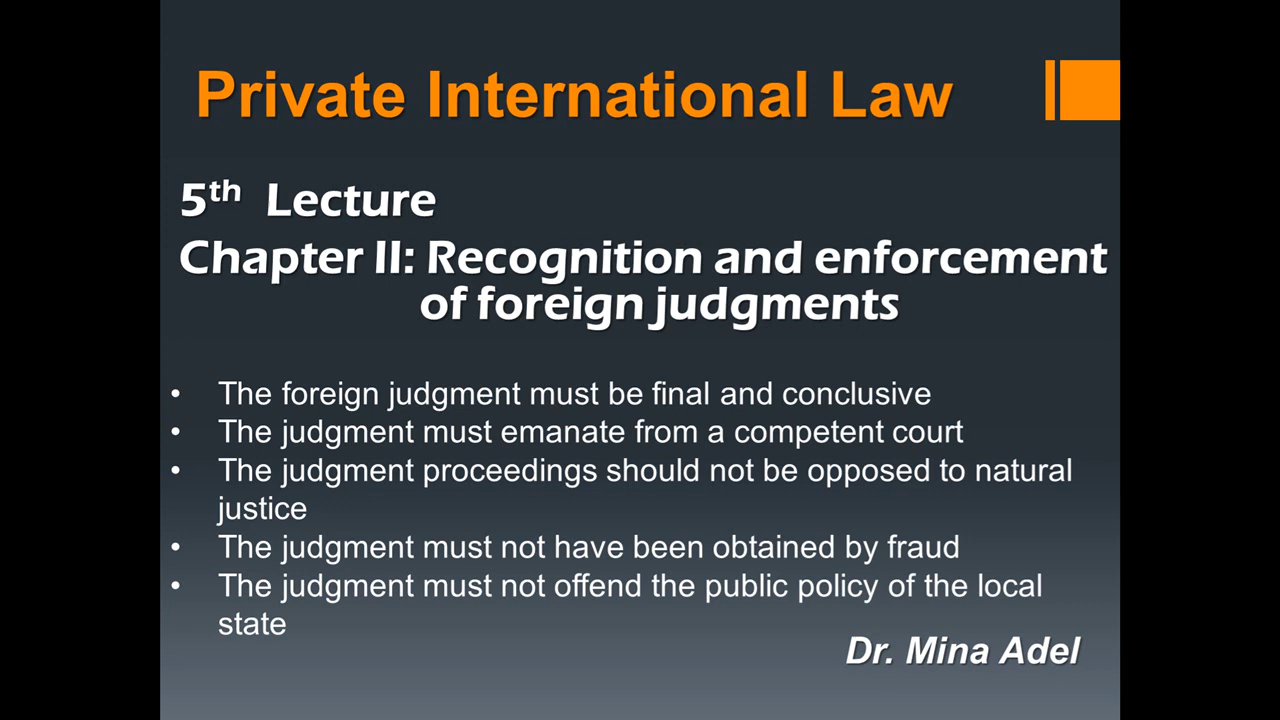 Private International Law
5th Lecture
Chapter II: Recognition and enforcement
of foreign judgments
• The foreign judgment must be final and conclusive
• The judgment must emanate from a competent court
• The judgment proceedings should not be opposed to natural
justice
• The judgment must not have been obtained by fraud
• The judgment must not offend the public policy of the local
state
Dr. Mina Adel